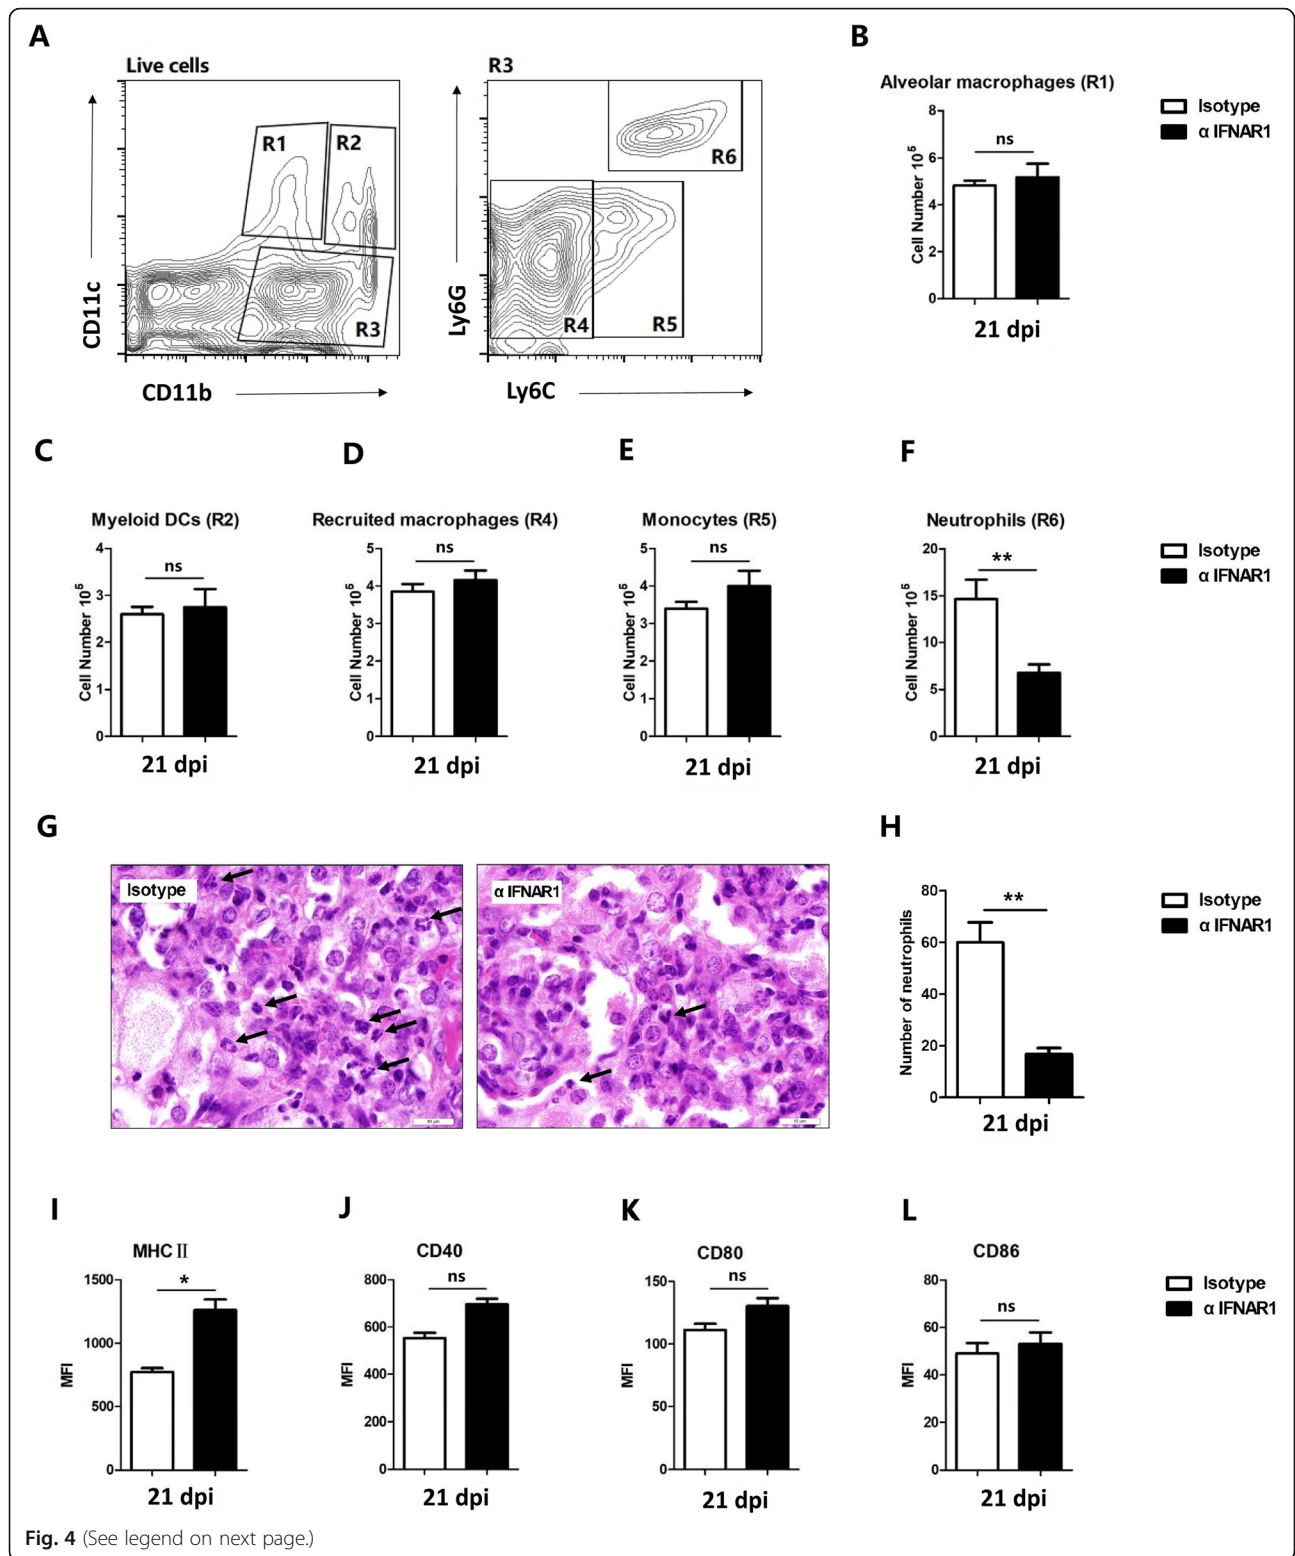 A
Live cells
R1
R2
R3
CD11c
CD11b
R3
R6
R4
R5
Ly6G
Ly6C
B
Alveolar macrophages (R1)
8
6
4
2
0
Cell Number 10⁵
ns
21 dpi
Isotype
α IFNAR1
C
Myeloid DCs (R2)
4
3
2
1
0
Cell Number 10⁵
ns
21 dpi
D
Recruited macrophages (R4)
5
4
3
2
1
0
Cell Number 10⁵
ns
21 dpi
E
Monocytes (R5)
5
4
3
2
1
0
Cell Number 10⁵
ns
21 dpi
F
Neutrophils (R6)
20
15
10
5
0
Cell Number 10⁵
**
21 dpi
Isotype
α IFNAR1
G
Isotype
α IFNAR1
H
80
60
40
20
0
Number of neutrophils
**
21 dpi
Isotype
α IFNAR1
I
MHC Ⅱ
1500
1000
500
0
MFI
*
21 dpi
J
CD40
800
600
400
200
0
MFI
ns
21 dpi
K
CD80
150
100
50
0
MFI
ns
21 dpi
L
CD86
80
60
40
20
0
MFI
ns
21 dpi
Isotype
α IFNAR1
Fig. 4 (See legend on next page.)